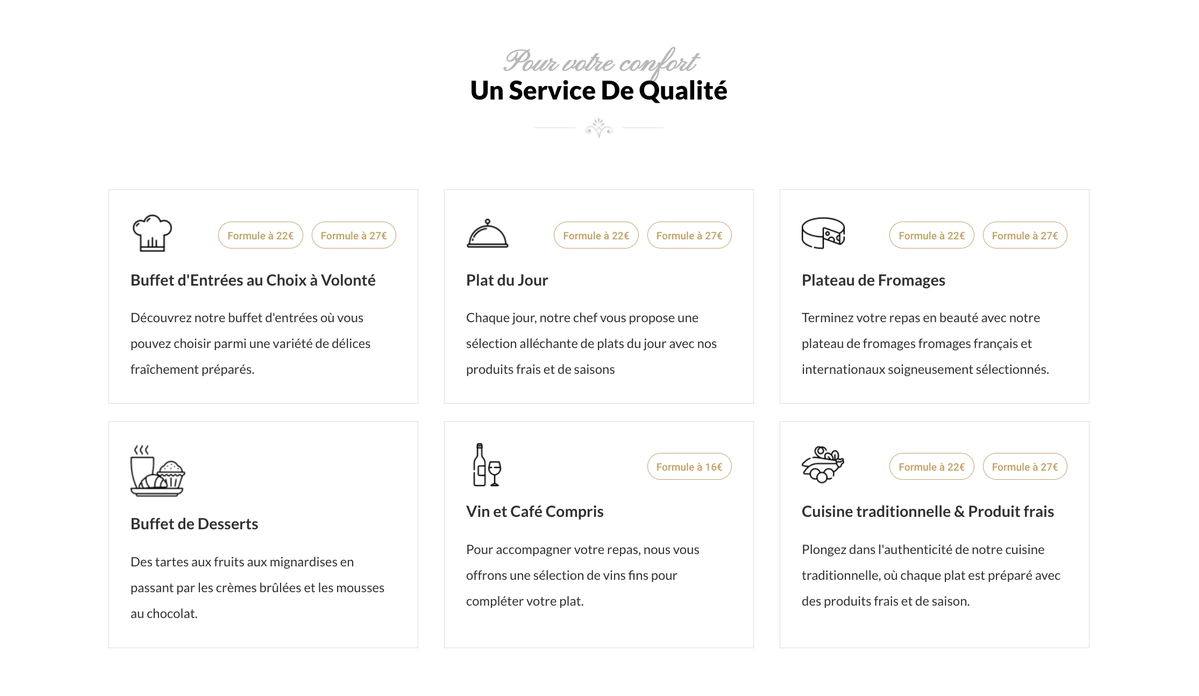 Pour votre confort
Un Service De Qualité
Formule à 22€ Formule à 27€
Buffet d'Entrées au Choix à Volonté
Découvrez notre buffet d'entrées où vous
pouvez choisir parmi une variété de délices
fraîchement préparés.
Formule à 22€ Formule à 27€
Plat du Jour
Chaque jour, notre chef vous propose une
sélection alléchante de plats du jour avec nos
produits frais et de saisons
Formule à 22€ Formule à 27€
Plateau de Fromages
Terminez votre repas en beauté avec notre
plateau de fromages fromages français et
internationaux soigneusement sélectionnés.
Buffet de Desserts
Des tartes aux fruits aux mignardises en
passant par les crèmes brûlées et les mousses
au chocolat.
Formule à 16€
Vin et Café Compris
Pour accompagner votre repas, nous vous
offrons une sélection de vins fins pour
compléter votre plat.
Formule à 22€ Formule à 27€
Cuisine traditionnelle & Produit frais
Plongez dans l'authenticité de notre cuisine
traditionnelle, où chaque plat est préparé avec
des produits frais et de saison.